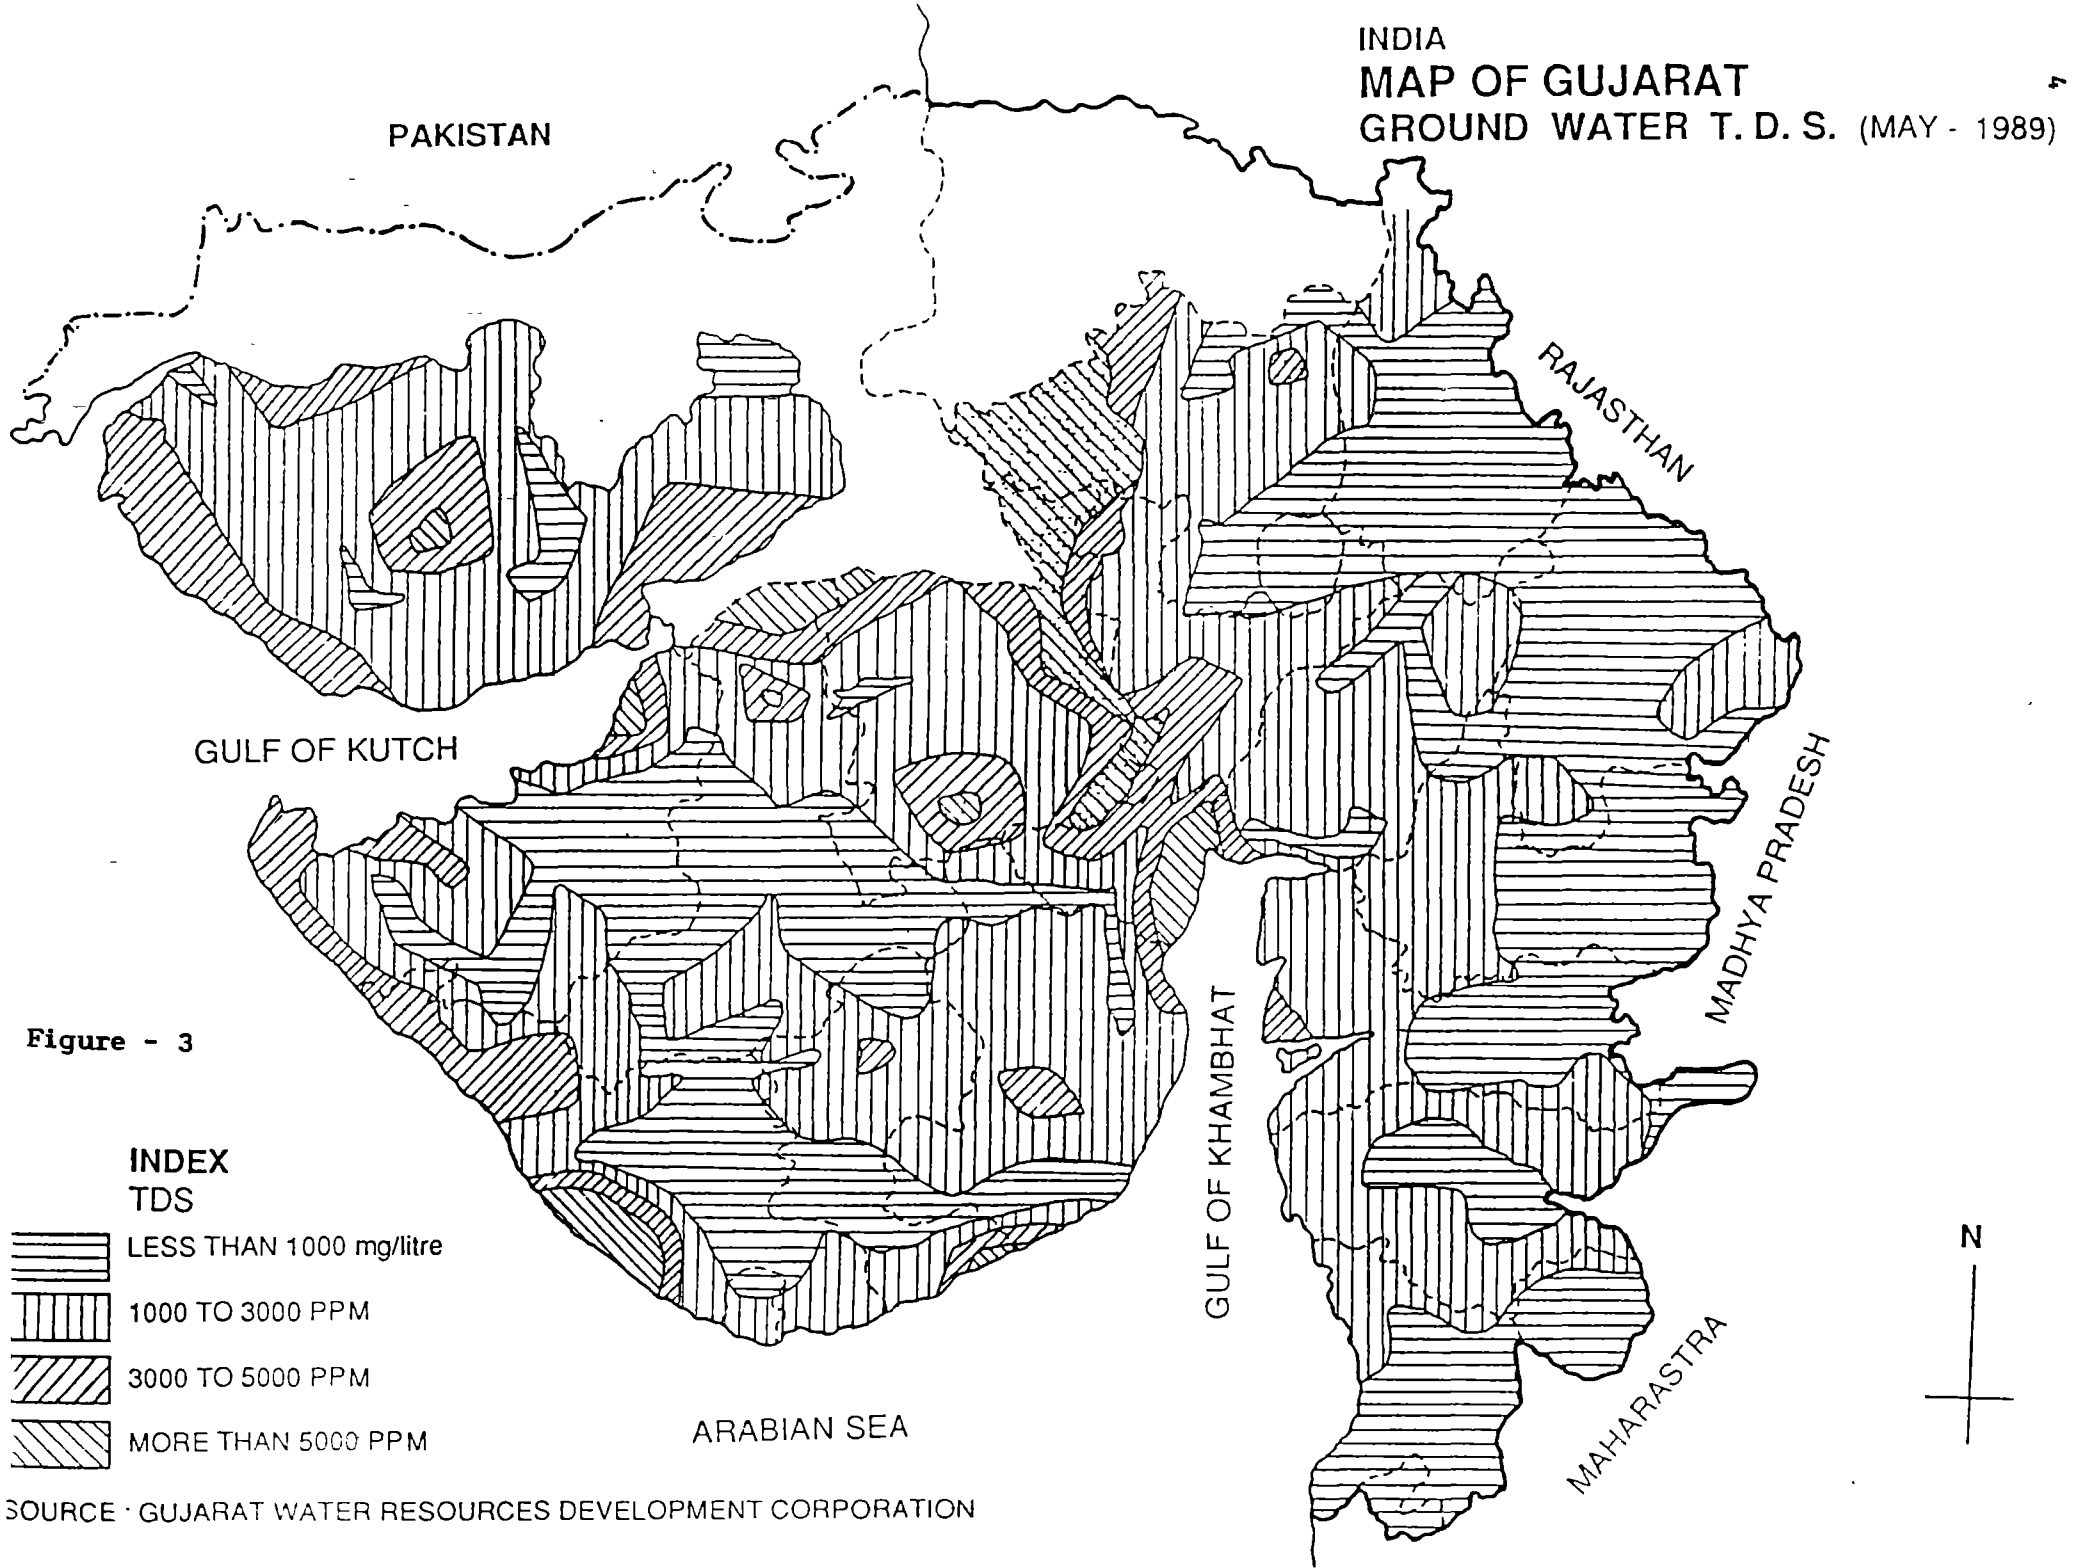 INDIA
MAP OF GUJARAT
GROUND WATER T. D. S. (MAY - 1989)
4
PAKISTAN
RAJASTHAN
GULF OF KUTCH
MADHYA PRADESH
GULF OF KHAMBHAT
Figure - 3
INDEX
TDS
LESS THAN 1000 mg/litre
1000 TO 3000 PPM
3000 TO 5000 PPM
MORE THAN 5000 PPM
N
MAHARASTRA
ARABIAN SEA
SOURCE : GUJARAT WATER RESOURCES DEVELOPMENT CORPORATION